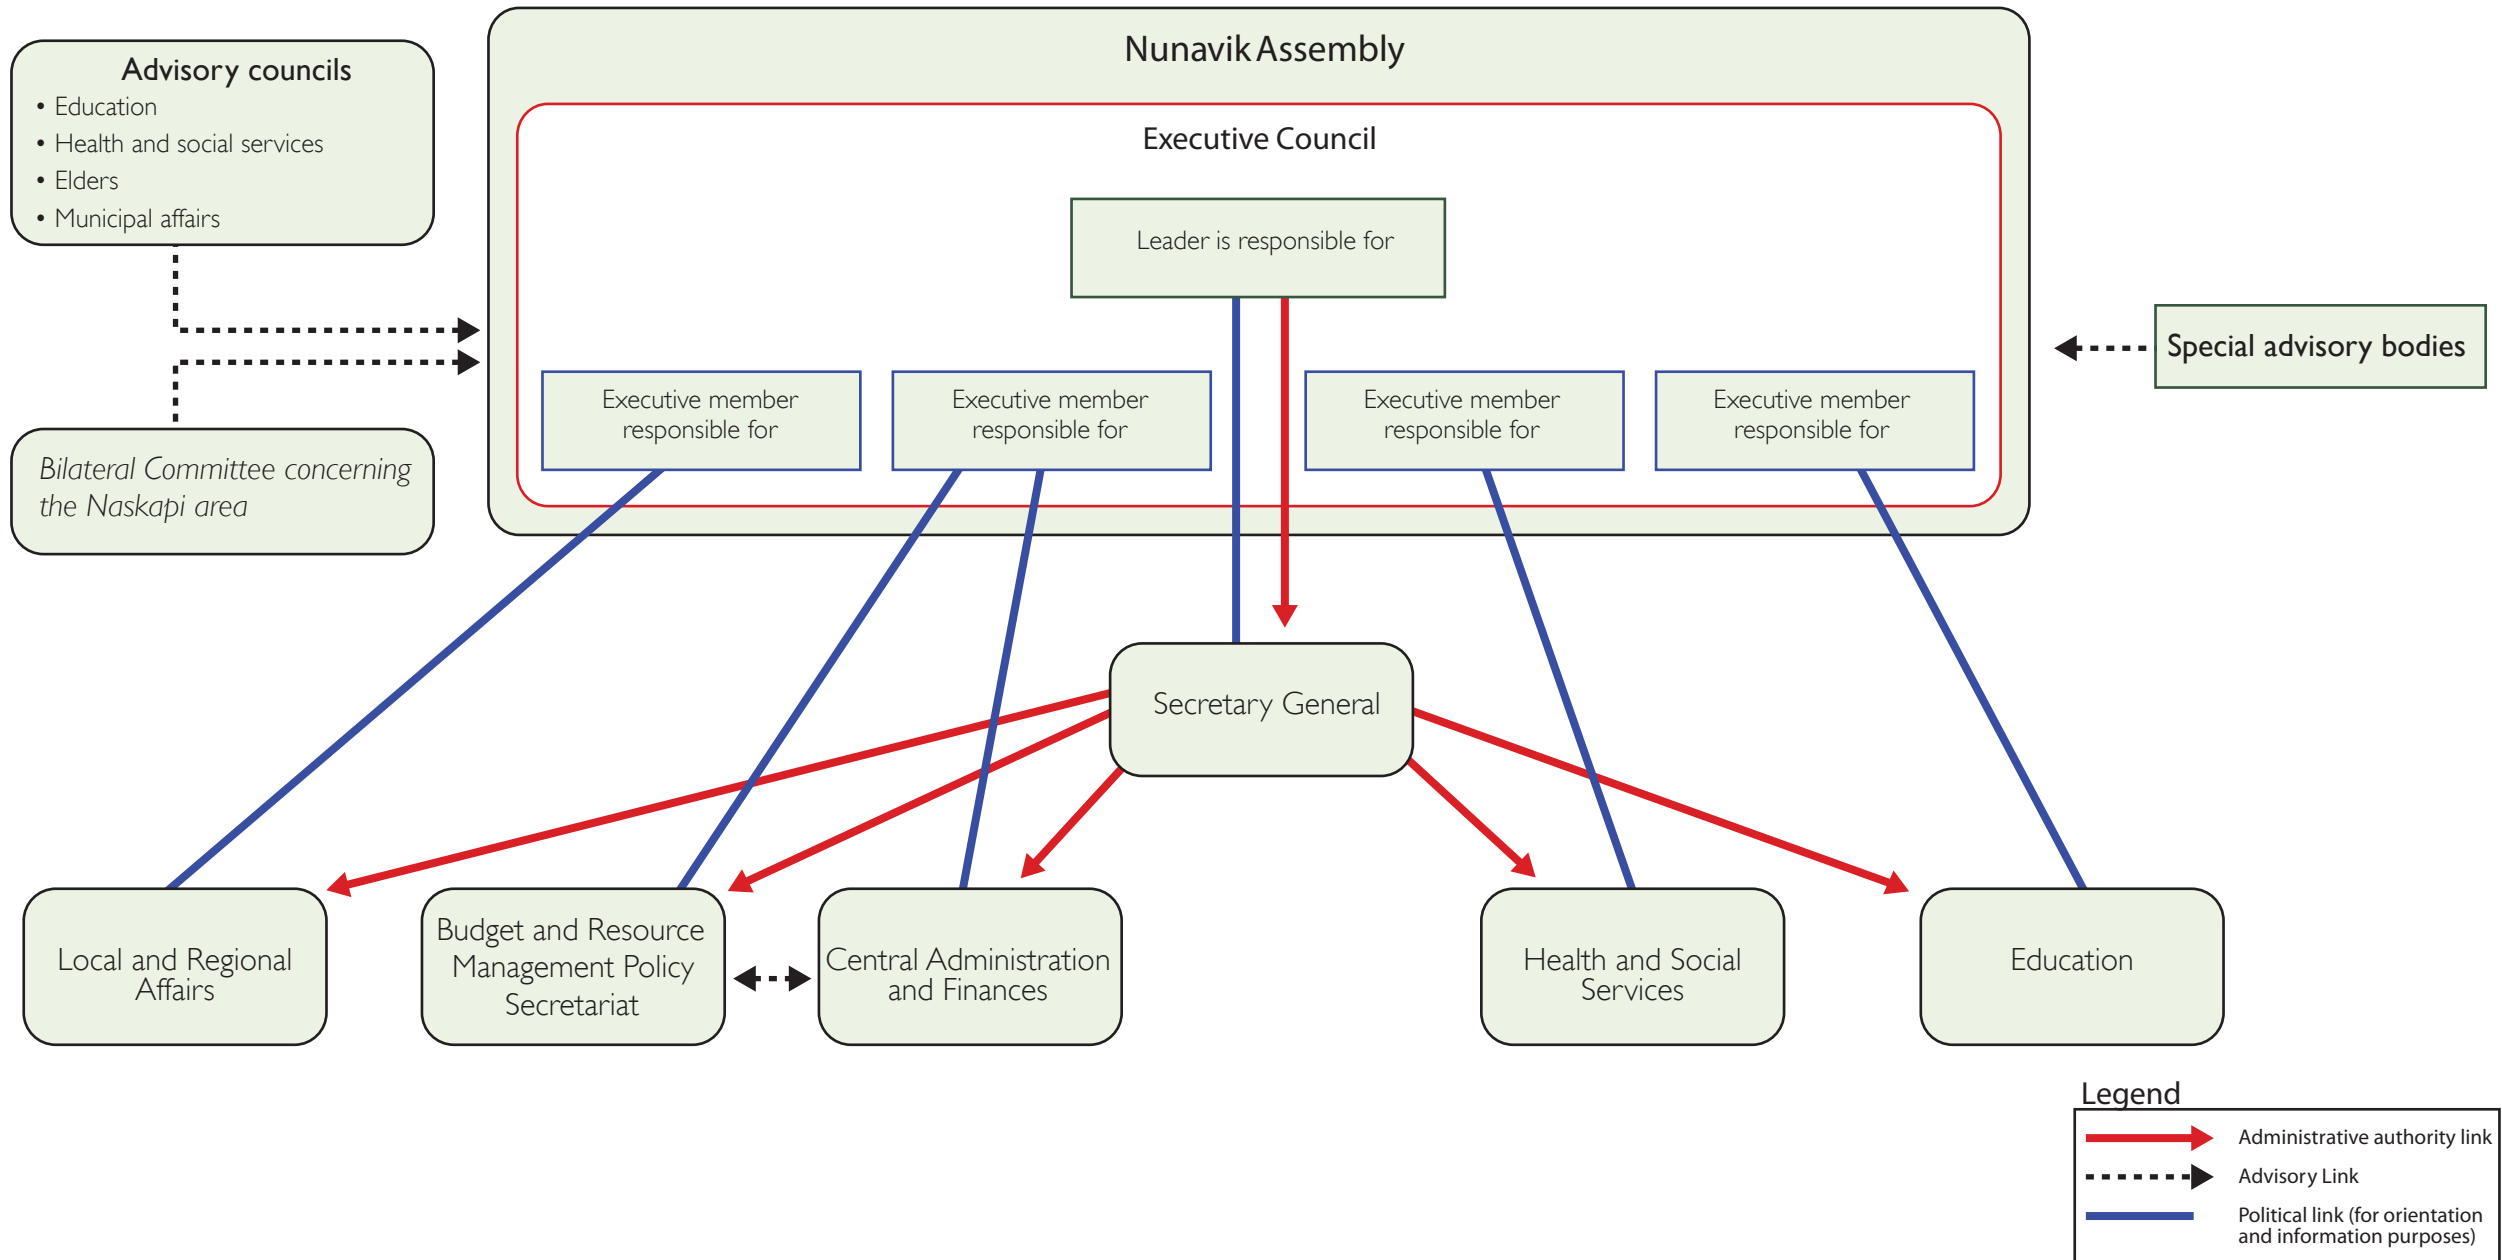 Nunavik Assembly
Advisory councils
• Education
• Health and social services
• Elders
• Municipal affairs
Executive Council
Leader is responsible for
Special advisory bodies
Executive member
responsible for
Executive member
responsible for
Executive member
responsible for
Executive member
responsible for
Bilateral Committee concerning
the Naskapi area
Secretary General
Local and Regional
Affairs
Budget and Resource
Management Policy
Secretariat
Central Administration
and Finances
Health and Social
Services
Education
Legend
Administrative authority link
Advisory Link
Political link (for orientation
and information purposes)